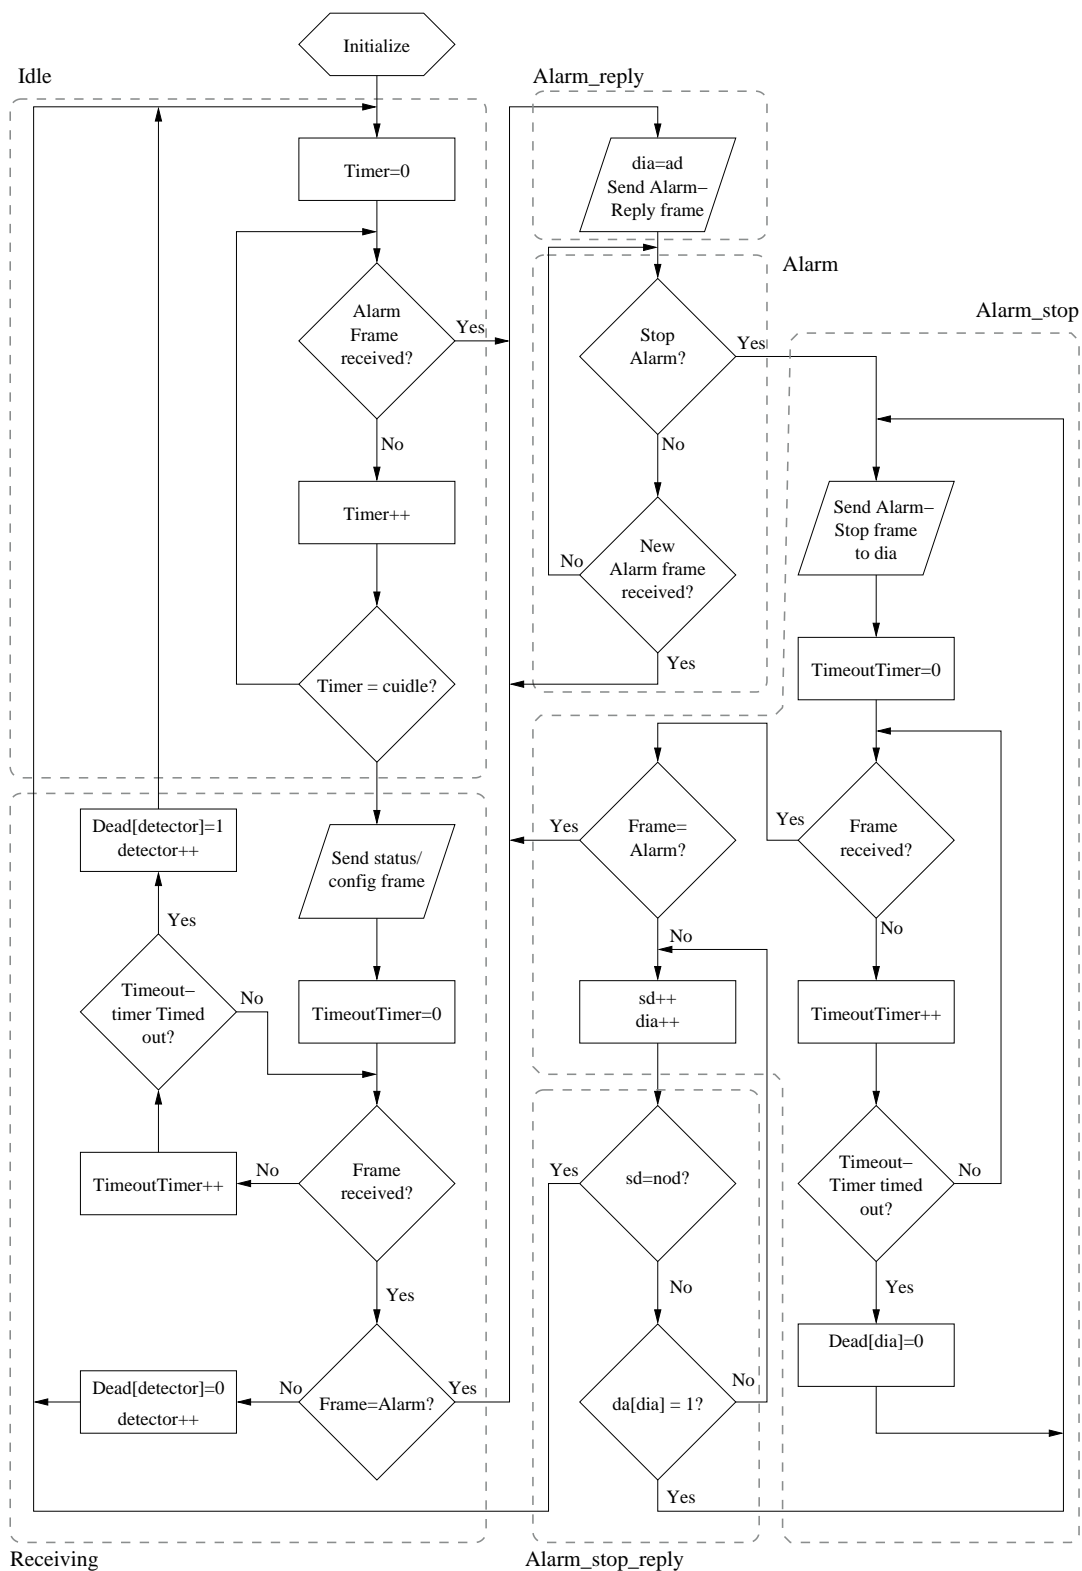 Initialize
Idle
Timer=0
Alarm
Frame
received?
Yes
No
Timer++
Timer = cuidle?
Alarm_reply
dia=ad
Send Alarm−
Reply frame
Alarm
Stop
Alarm?
Yes
No
New
Alarm frame
received?
No
Yes
Alarm_stop
Send Alarm−
Stop frame
to dia
TimeoutTimer=0
Frame
received?
Yes
No
Frame=
Alarm?
Yes
No
sd++
dia++
TimeoutTimer++
Timeout−
Timer timed
out?
No
Yes
Dead[dia]=0
Dead[detector]=1
detector++
Yes
Timeout−
timer Timed
out?
No
TimeoutTimer++
Send status/
config frame
TimeoutTimer=0
Frame
received?
No
Yes
Frame=Alarm?
No
Yes
Dead[detector]=0
detector++
Receiving
sd=nod?
Yes
No
da[dia] = 1?
No
Yes
Alarm_stop_reply